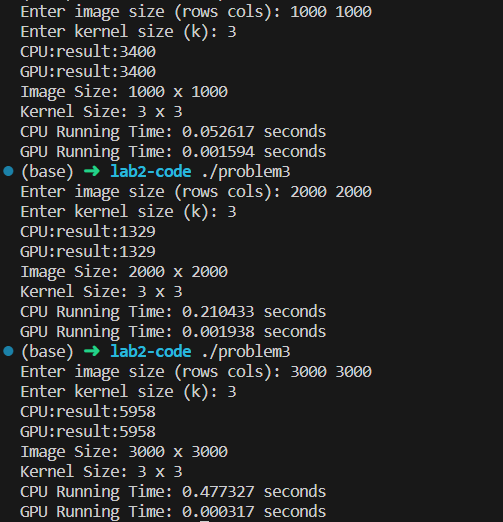 Enter image size (rows cols): 1000 1000
Enter kernel size (k): 3
CPU:result:3400
GPU:result:3400
Image Size: 1000 x 1000
Kernel Size: 3 x 3
CPU Running Time: 0.052617 seconds
GPU Running Time: 0.001594 seconds
(base) ➜ lab2-code ./problem3
Enter image size (rows cols): 2000 2000
Enter kernel size (k): 3
CPU:result:1329
GPU:result:1329
Image Size: 2000 x 2000
Kernel Size: 3 x 3
CPU Running Time: 0.210433 seconds
GPU Running Time: 0.001938 seconds
(base) ➜ lab2-code ./problem3
Enter image size (rows cols): 3000 3000
Enter kernel size (k): 3
CPU:result:5958
GPU:result:5958
Image Size: 3000 x 3000
Kernel Size: 3 x 3
CPU Running Time: 0.477327 seconds
GPU Running Time: 0.000317 seconds